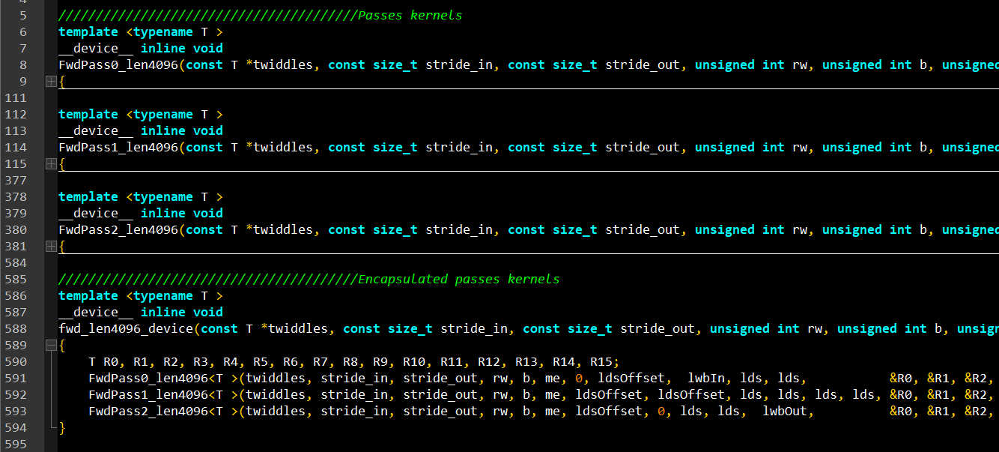 5 ////////////////////////////////////////Passes kernels
6 template <typename T >
7 __device__ inline void
8 FwdPass0_len4096(const T *twiddles, const size_t stride_in, const size_t stride_out, unsigned int rw, unsigned int b, unsigned
9 {
111
112 template <typename T >
113 __device__ inline void
114 FwdPass1_len4096(const T *twiddles, const size_t stride_in, const size_t stride_out, unsigned int rw, unsigned int b, unsigned
115 {
377
378 template <typename T >
379 __device__ inline void
380 FwdPass2_len4096(const T *twiddles, const size_t stride_in, const size_t stride_out, unsigned int rw, unsigned int b, unsigned
381 {
584
585 ////////////////////////////////////////Encapsulated passes kernels
586 template <typename T >
587 __device__ inline void
588 fwd_len4096_device(const T *twiddles, const size_t stride_in, const size_t stride_out, unsigned int rw, unsigned int b, unsign
589 {
590     T R0, R1, R2, R3, R4, R5, R6, R7, R8, R9, R10, R11, R12, R13, R14, R15;
591     FwdPass0_len4096<T >(twiddles, stride_in, stride_out, rw, b, me, 0, ldsOffset,  lwbIn, lds, lds,           &R0, &R1, &R2,
592     FwdPass1_len4096<T >(twiddles, stride_in, stride_out, rw, b, me, ldsOffset, ldsOffset, lds, lds, lds, lds, &R0, &R1, &R2,
593     FwdPass2_len4096<T >(twiddles, stride_in, stride_out, rw, b, me, ldsOffset, 0, lds, lds,  lwbOut,          &R0, &R1, &R2,
594 }
595